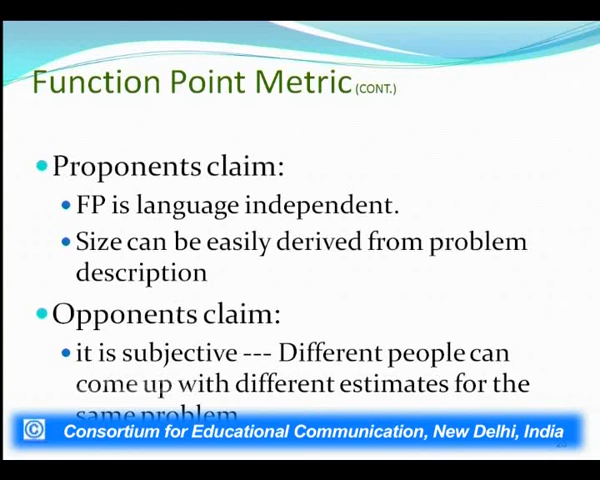 Function Point Metric (CONT.)
Proponents claim:
FP is language independent.
Size can be easily derived from problem
description
Opponents claim:
it is subjective --- Different people can
come up with different estimates for the
same problem
© Consortium for Educational Communication, New Delhi, India